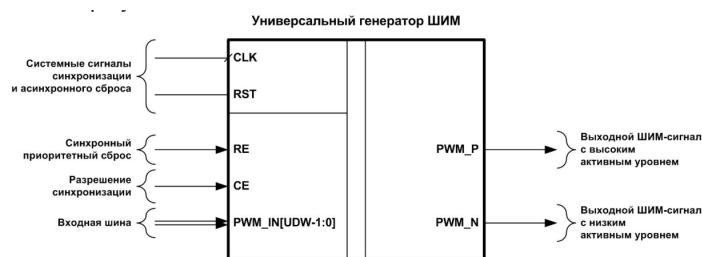 Универсальный генератор ШИМ
Системные сигналы
синхронизации
и асинхронного сброса
CLK
RST
Синхронный
приоритетный сброс
RE
Разрешение
синхронизации
CE
Входная шина
PWM_IN[UDW-1:0]
PWM_P
Выходной ШИМ-сигнал
с высоким
активным уровнем
PWM_N
Выходной ШИМ-сигнал
с низким
активным уровнем